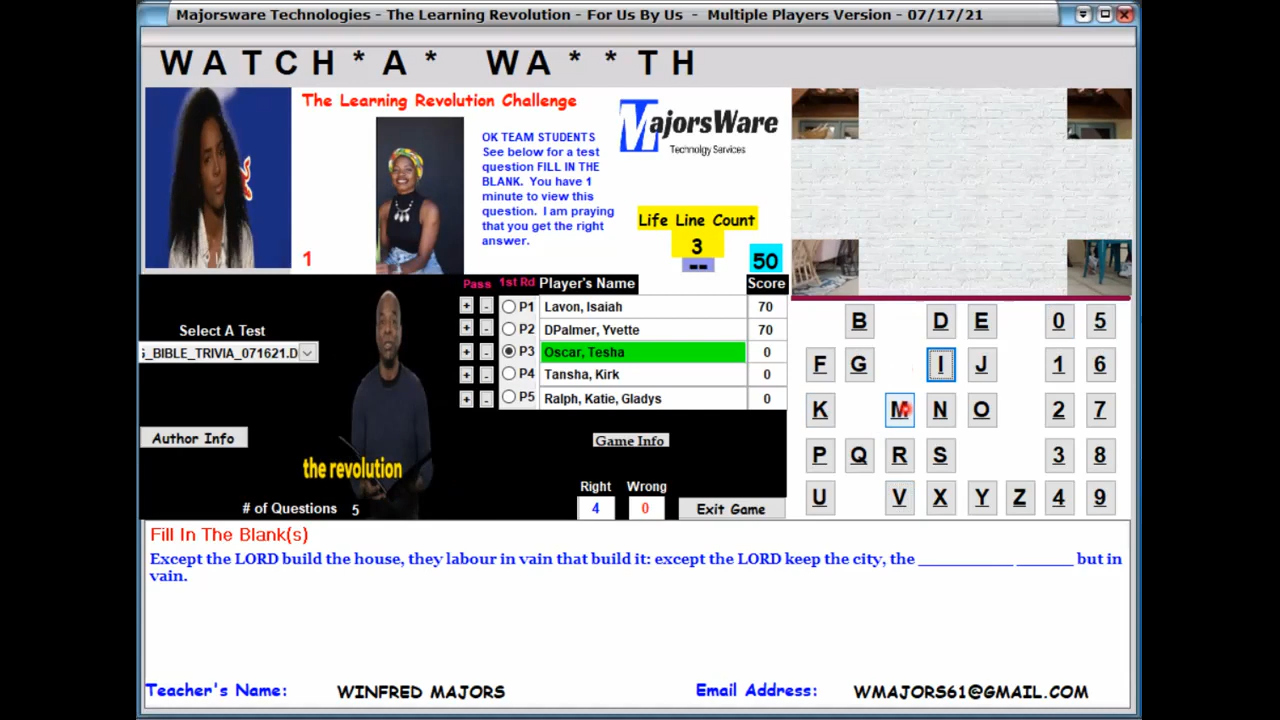 Majorsware Technologies - The Learning Revolution - For Us By Us - Multiple Players Version - 07/17/21
W A T C H * A * W A * * T H
The Learning Revolution Challenge
OK TEAM STUDENTS
See below for a test
question FILL IN THE
BLANK. You have 1
minute to view this
question. I am praying
that you get the right
answer.
MajorsWare
Technolgy Services
Life Line Count
3
--
50
1
Pass 1st Rd Player's Name Score
+ - P1 Lavon, Isaiah 70
+ - P2 DPalmer, Yvette 70
+ - P3 Oscar, Tesha 0
+ - P4 Tansha, Kirk 0
+ - P5 Ralph, Katie, Gladys 0
Select A Test
_BIBLE_TRIVIA_071621.D
Author Info
the revolution
# of Questions 5
Game Info
Right Wrong
4 0
Exit Game
B D E 0 5
F G I J 1 6
K M N O 2 7
P Q R S 3 8
U V X Y Z 4 9
Fill In The Blank(s)
Except the LORD build the house, they labour in vain that build it: except the LORD keep the city, the _____________ ________ but in
vain.
Teacher's Name: WINFRED MAJORS Email Address: WMAJORS61@GMAIL.COM